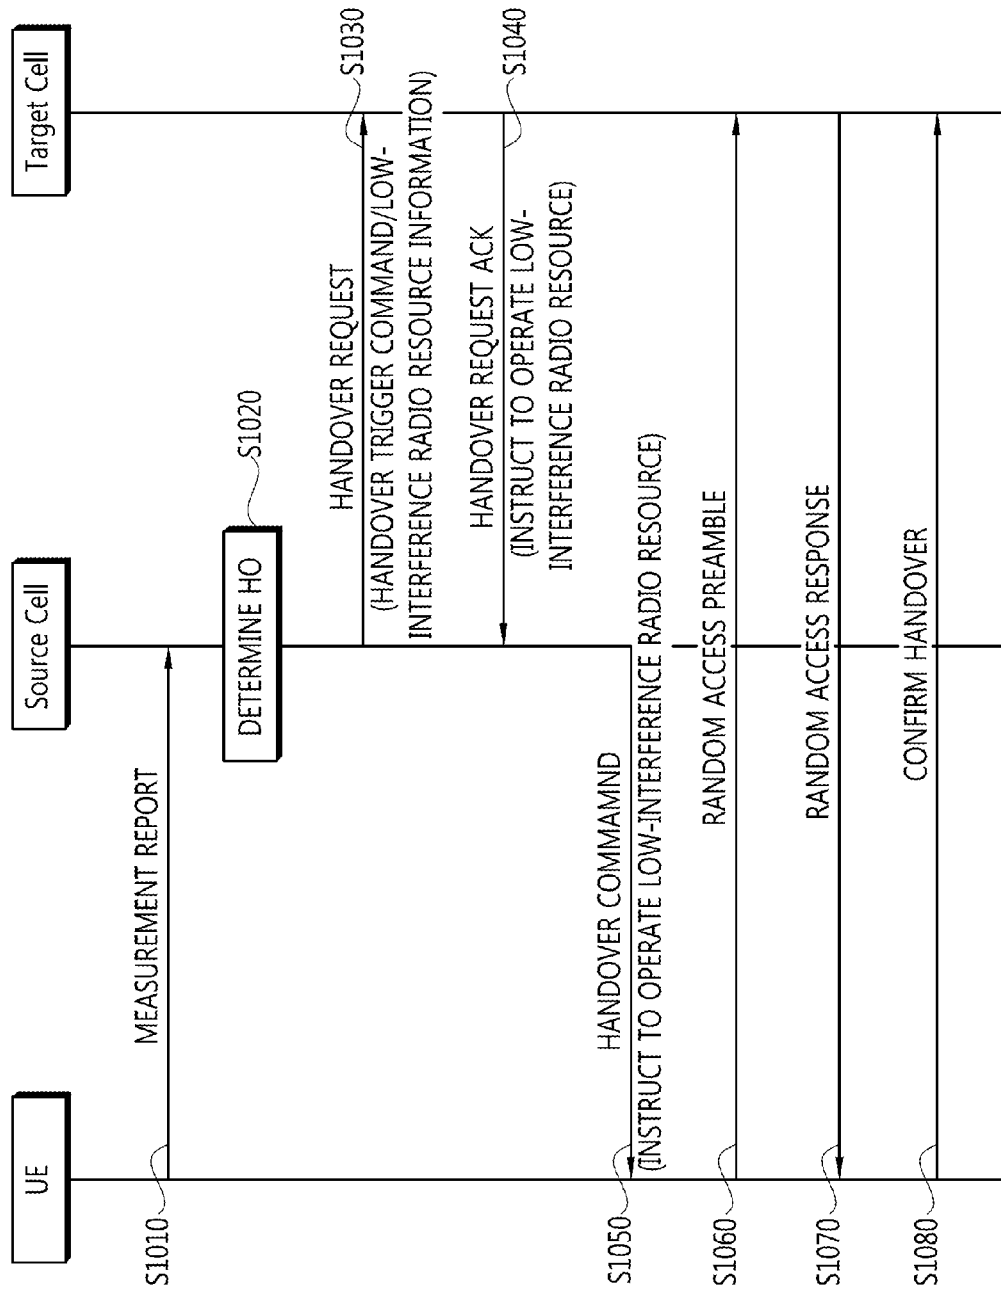 UE
Source Cell
Target Cell
S1010
MEASUREMENT REPORT
DETERMINE HO
S1020
HANDOVER REQUEST
(HANDOVER TRIGGER COMMAND/LOW-
INTERFERENCE RADIO RESOURCE INFORMATION)
S1030
HANDOVER REQUEST ACK
(INSTRUCT TO OPERATE LOW-
INTERFERENCE RADIO RESOURCE)
S1040
S1050
HANDOVER COMMAMND
(INSTRUCT TO OPERATE LOW-INTERFERENCE RADIO RESOURCE)
S1060
RANDOM ACCESS PREAMBLE
S1070
RANDOM ACCESS RESPONSE
S1080
CONFIRM HANDOVER